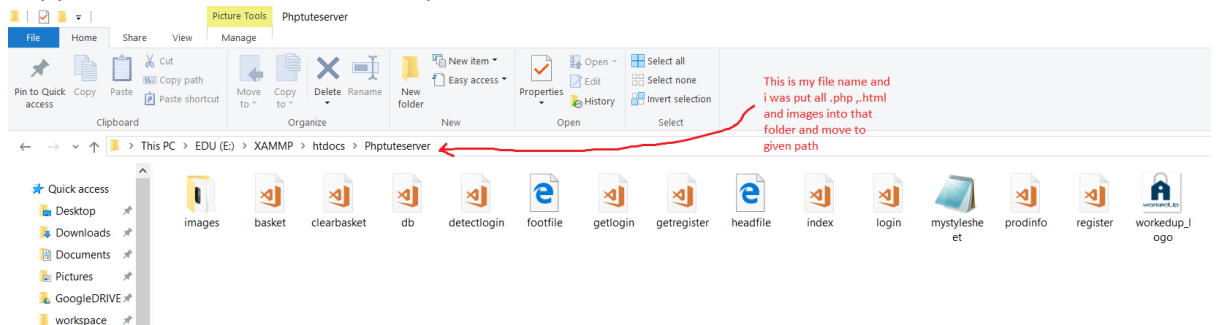 Picture Tools Phptuteserver
File Home Share View Manage
Pin to Quick access
Copy
Paste
Cut
Copy path
Paste shortcut
Clipboard
Move to
Copy to
Delete
Rename
Organize
New folder
New item
Easy access
New
Properties
Open
Edit
History
Open
Select all
Select none
Invert selection
Select
This is my file name and
i was put all .php ,.html
and images into that
folder and move to
given path
This PC > EDU (E:) > XAMMP > htdocs > Phptuteserver
Quick access
Desktop
Downloads
Documents
Pictures
GoogleDRIVE
workspace
images
basket
clearbasket
db
detectlogin
footfile
getlogin
getregister
headfile
index
login
mystyleshe
et
prodinfo
register
workedup_l
ogo
workedUp